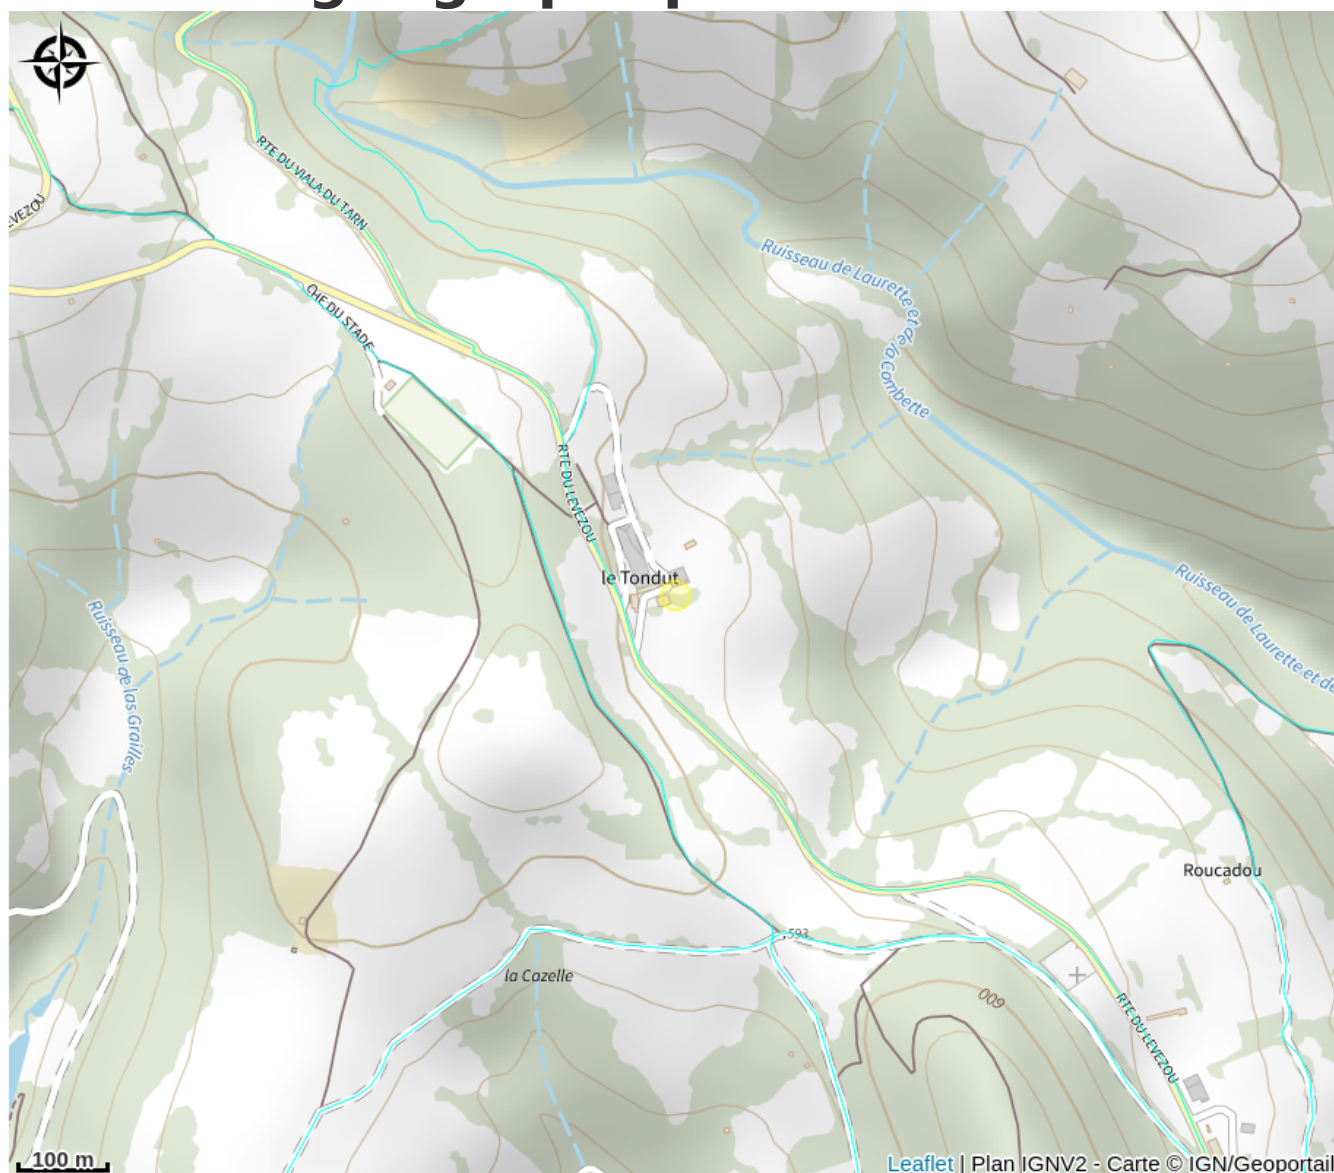 RTE DU VIALA DU TARN
EVEZOU
Ruisseau de Laurette et de la Combette
CHE DU STADE
RTE DU LEVEZOU
le Tondut
Ruisseau de Laurette et de
Ruisseau de las Grailles
Roucadou
593
la Cazelle
600
RTE DU LEVEZOU
100 m
Leaflet | Plan IGNV2 - Carte © IGN/Geoportail